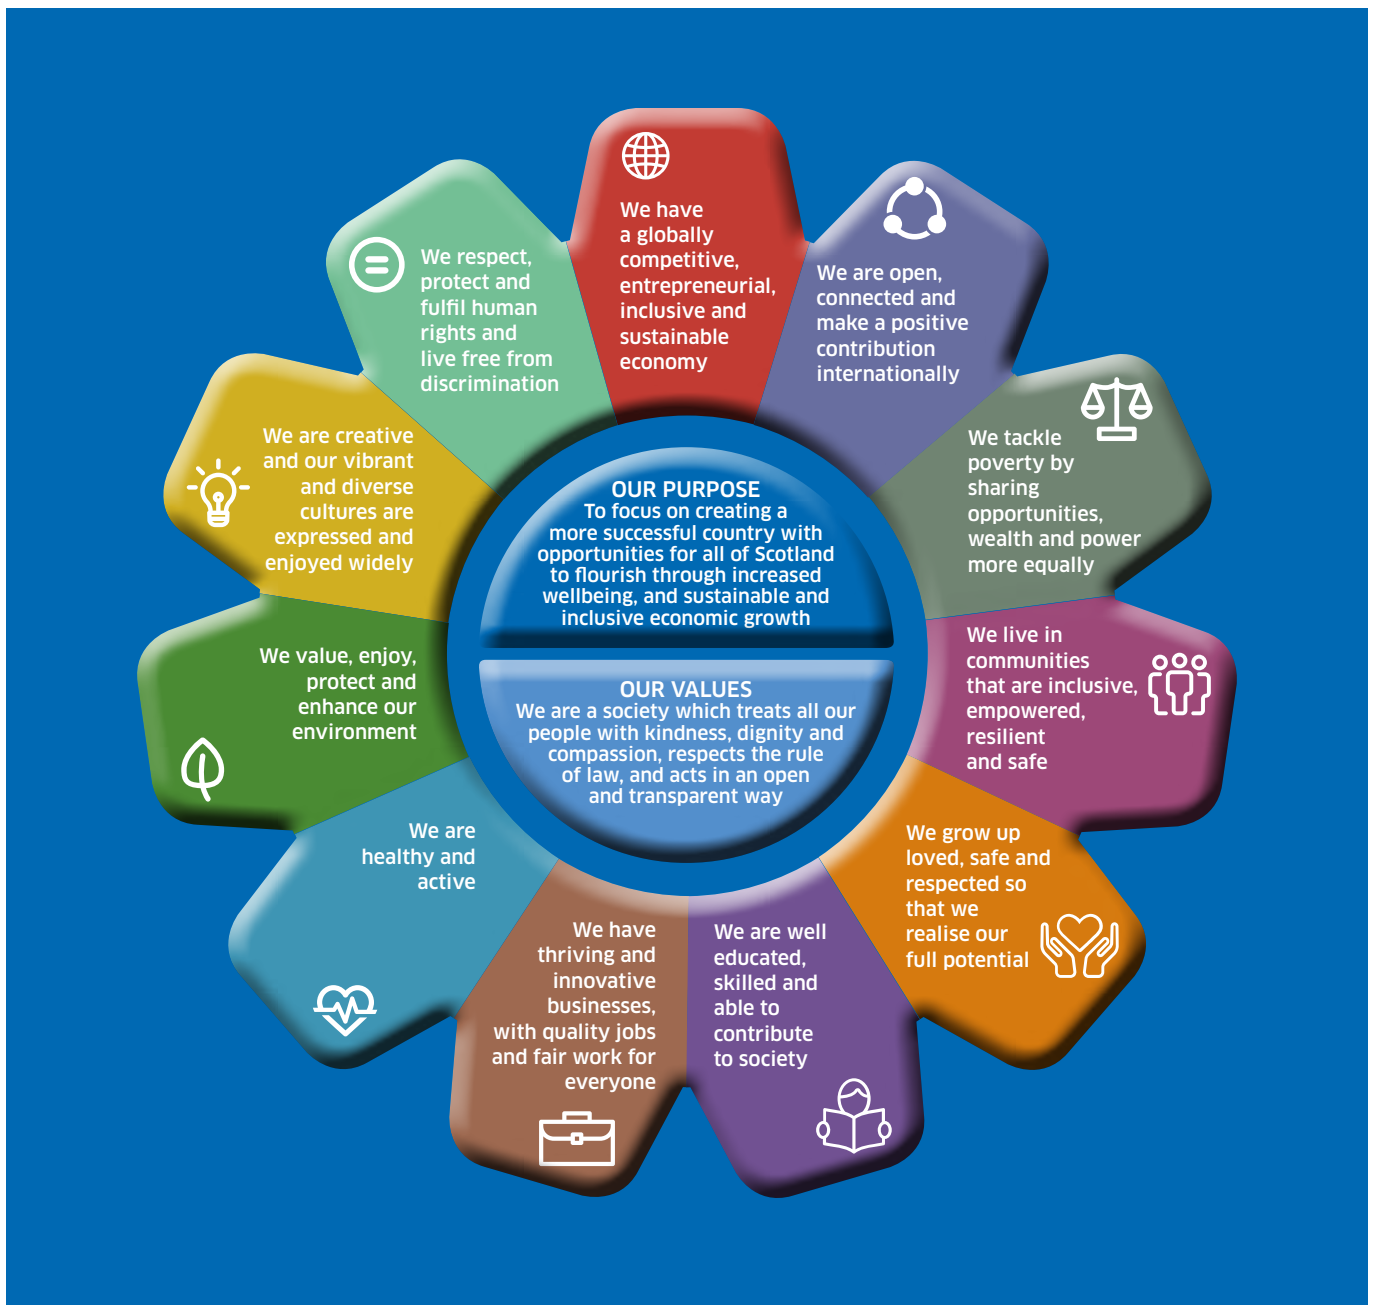 We have
a globally
competitive,
entrepreneurial,
inclusive and
sustainable
economy
We are open,
connected and
make a positive
contribution
internationally
We tackle
poverty by
sharing
opportunities,
wealth and power
more equally
We live in
communities
that are inclusive,
empowered,
resilient
and safe
We grow up
loved, safe and
respected so
that we
realise our
full potential
We are well
educated,
skilled and
able to
contribute
to society
We have
thriving and
innovative
businesses,
with quality jobs
and fair work for
everyone
We are
healthy and
active
We value, enjoy,
protect and
enhance our
environment
We are creative
and our vibrant
and diverse
cultures are
expressed and
enjoyed widely
We respect,
protect and
fulfil human
rights and
live free from
discrimination
OUR PURPOSE
To focus on creating a
more successful country with
opportunities for all of Scotland
to flourish through increased
wellbeing, and sustainable and
inclusive economic growth
OUR VALUES
We are a society which treats all our
people with kindness, dignity and
compassion, respects the rule
of law, and acts in an open
and transparent way